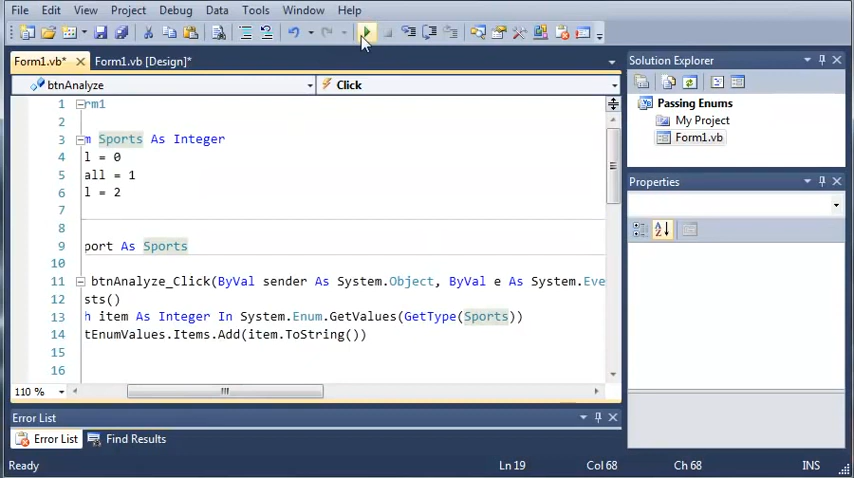 File Edit View Project Debug Data Tools Window Help
Form1.vb* Form1.vb [Design]*
btnAnalyze Click
1 rm1
2
3 m Sports As Integer
4 l = 0
5 all = 1
6 l = 2
7
8
9 port As Sports
10
11 btnAnalyze_Click(ByVal sender As System.Object, ByVal e As System.Eve
12 sts()
13 h item As Integer In System.Enum.GetValues(GetType(Sports))
14 tEnumValues.Items.Add(item.ToString())
15
16
110 %
Error List
Error List Find Results
Solution Explorer
Passing Enums
My Project
Form1.vb
Properties
Ready Ln 19 Col 68 Ch 68 INS